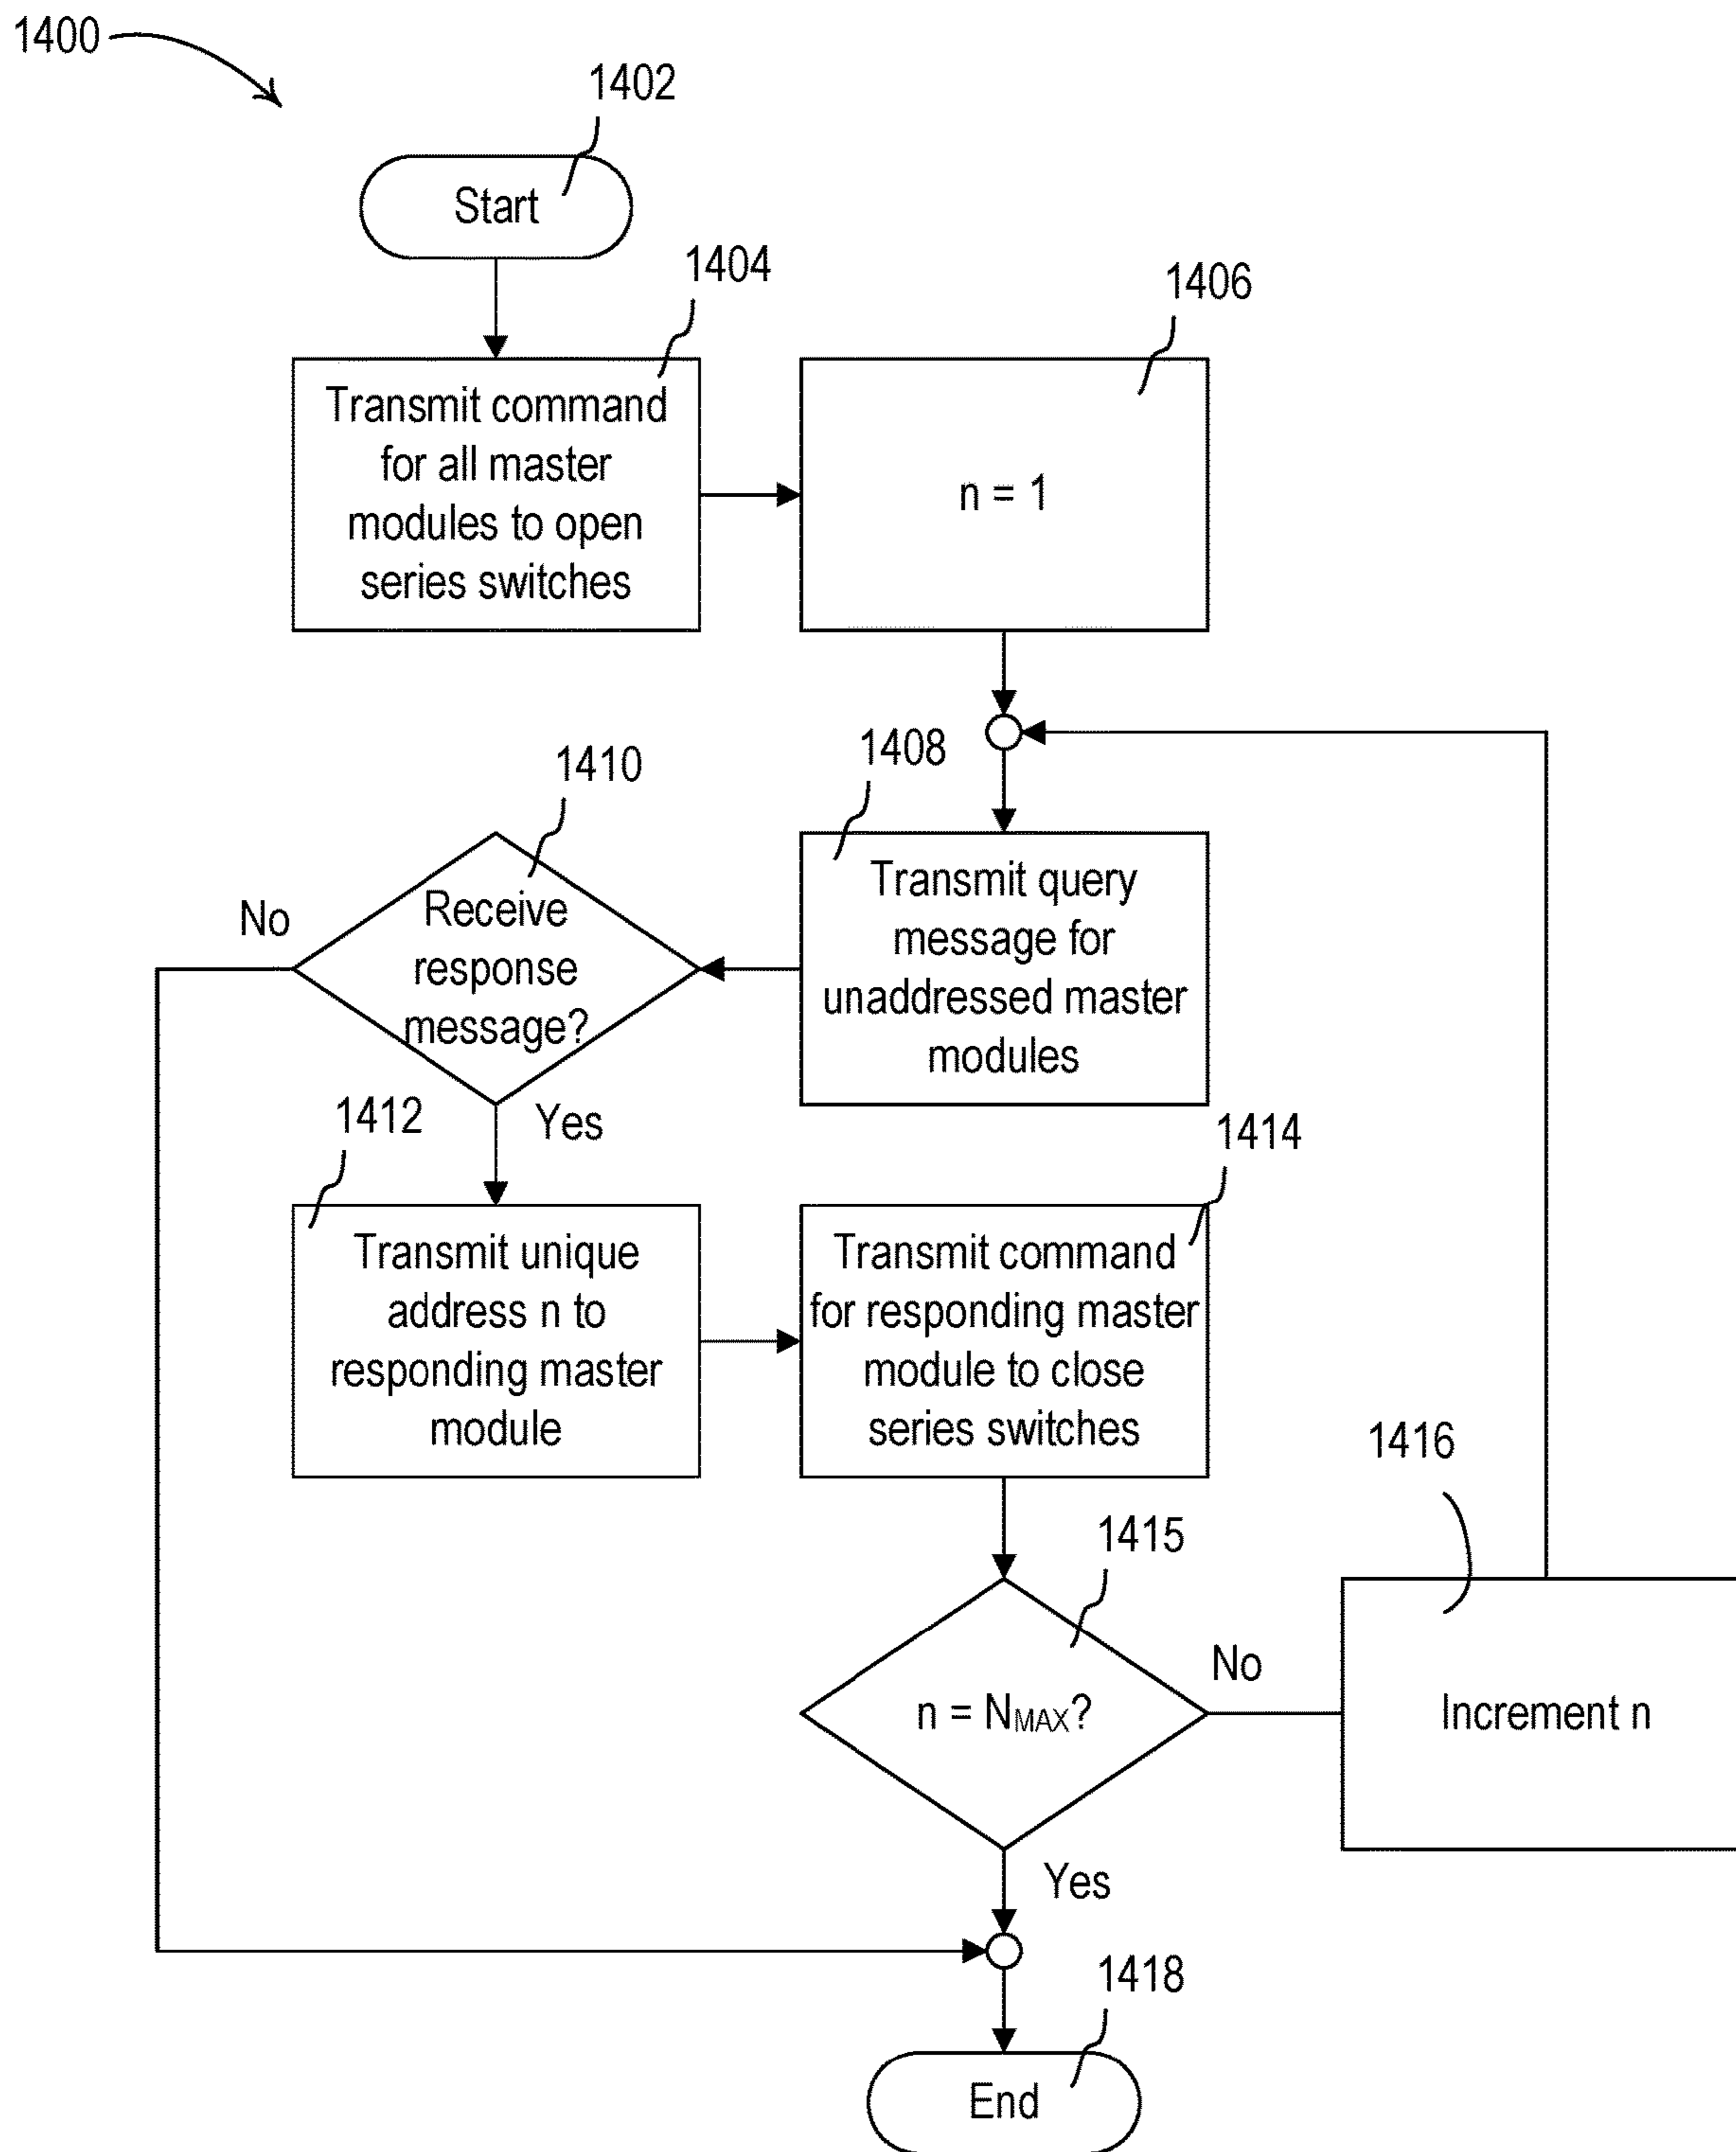 1400
1402
Start
1404
Transmit command
for all master
modules to open
series switches
1406
n = 1
1408
Transmit query
message for
unaddressed master
modules
1410
Receive
response
message?
No
Yes
1412
Transmit unique
address n to
responding master
module
1414
Transmit command
for responding master
module to close
series switches
1415
n = NMAX?
No
1416
Increment n
Yes
1418
End